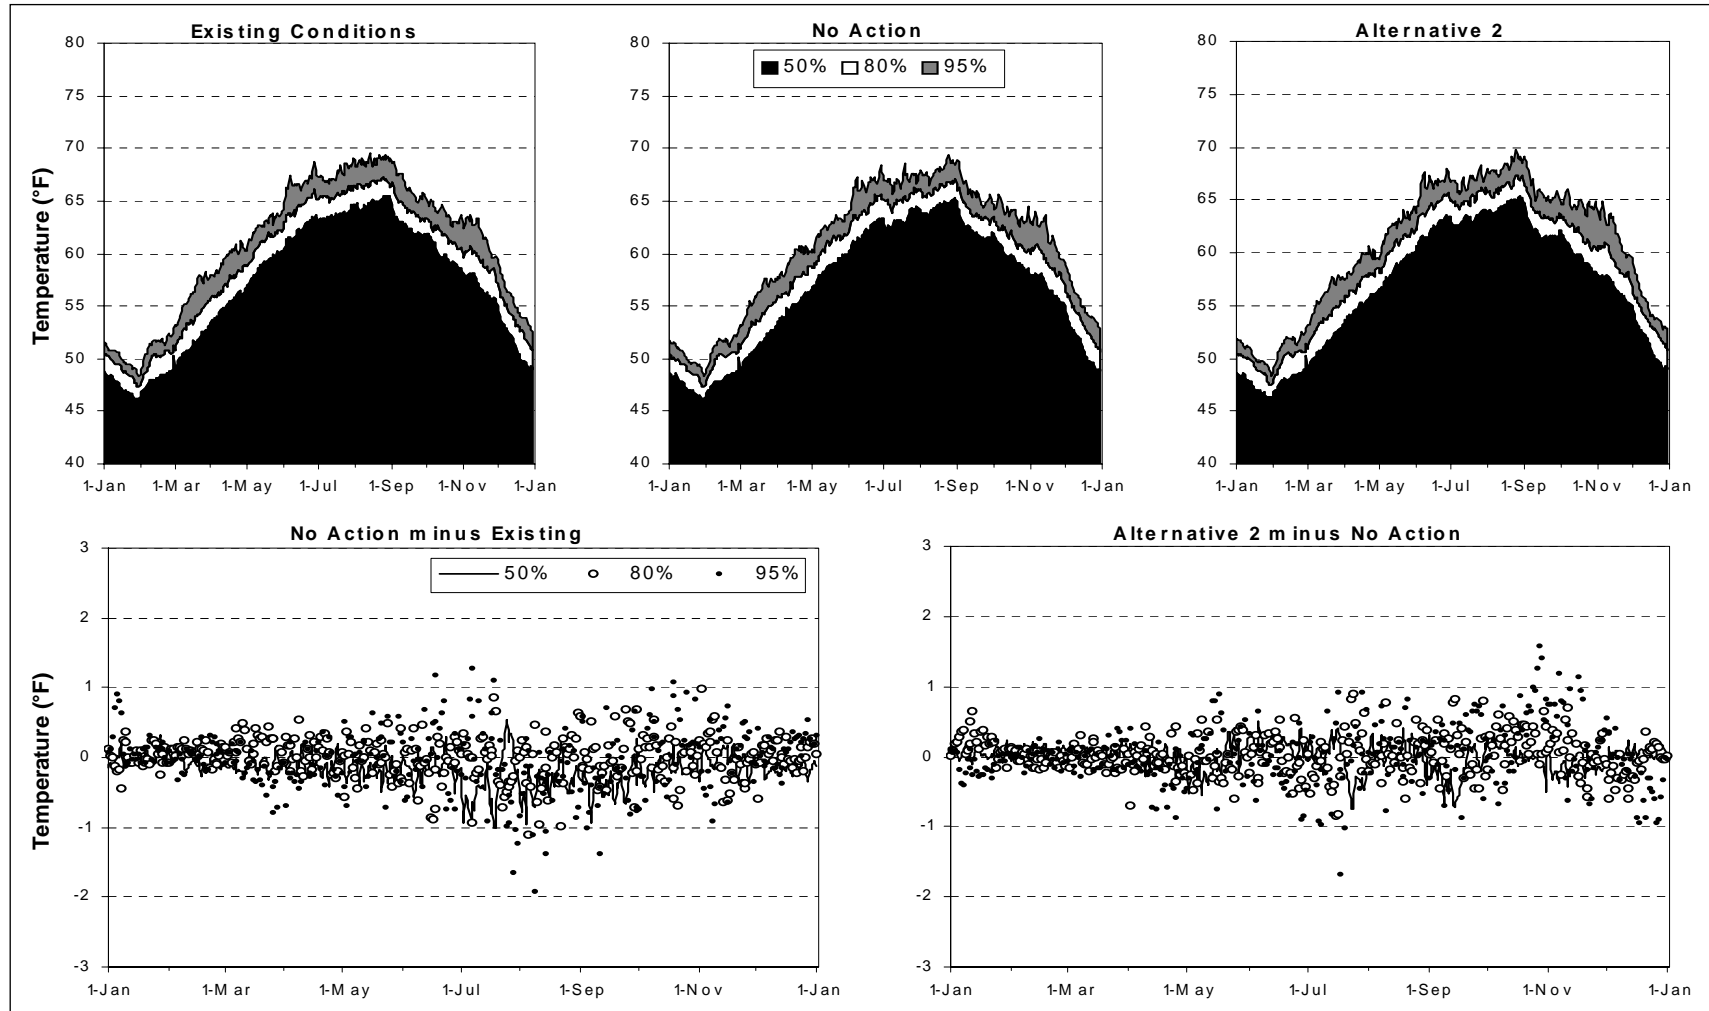 Existing Conditions
No Action
Alternative 2
50% 80% 95%
Temperature (°F)
80
75
70
65
60
55
50
45
40
1-Jan 1-Mar 1-May 1-Jul 1-Sep 1-Nov 1-Jan
80
75
70
65
60
55
50
45
40
1-Jan 1-Mar 1-May 1-Jul 1-Sep 1-Nov 1-Jan
80
75
70
65
60
55
50
45
40
1-Jan 1-Mar 1-May 1-Jul 1-Sep 1-Nov 1-Jan
No Action minus Existing
50% 80% 95%
Temperature (°F)
3
2
1
0
-1
-2
-3
1-Jan 1-Mar 1-May 1-Jul 1-Sep 1-Nov 1-Jan
Alternative 2 minus No Action
3
2
1
0
-1
-2
-3
1-Jan 1-Mar 1-May 1-Jul 1-Sep 1-Nov 1-Jan